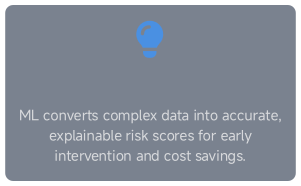 ML converts complex data into accurate,
explainable risk scores for early
intervention and cost savings.